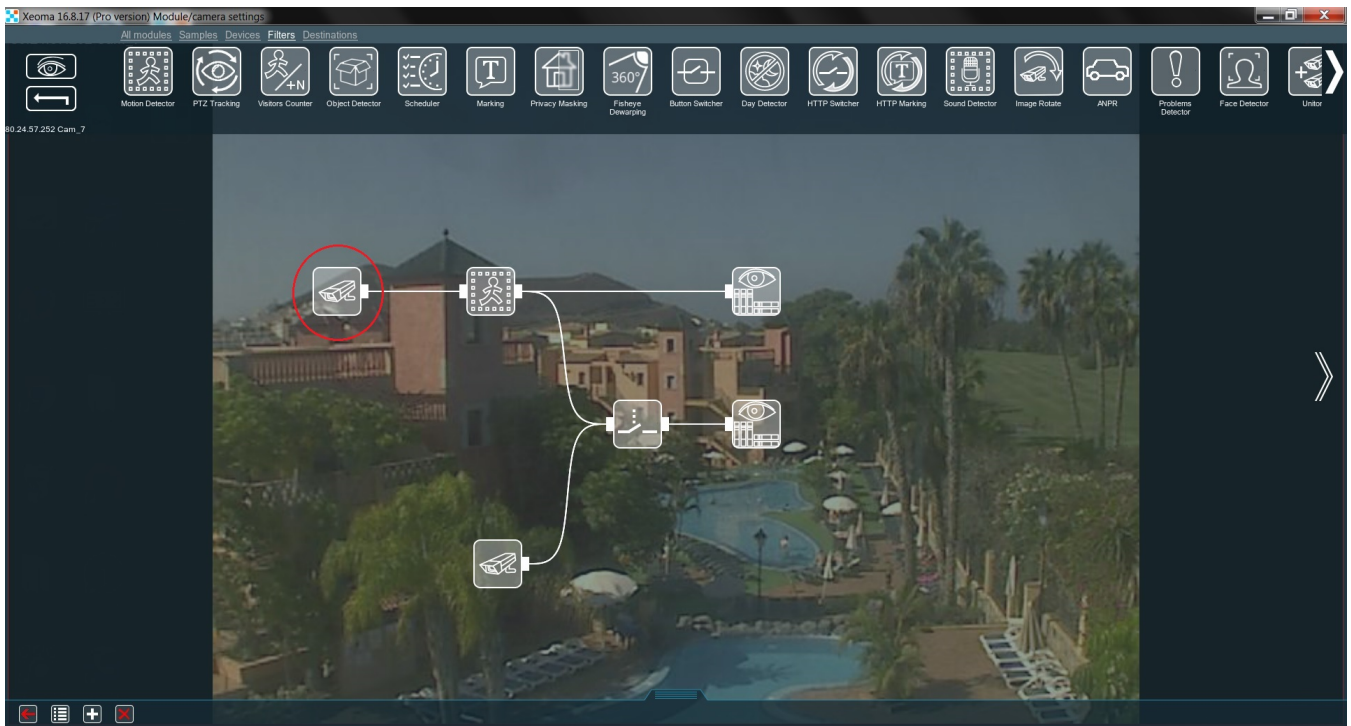 Xeoma 16.8.17 (Pro version) Module/camera settings
All modules Samples Devices Filters Destinations
+N
T
360°
T
Motion Detector PTZ Tracking Visitors Counter Object Detector Scheduler Marking Privacy Masking Fisheye Dewarping Button Switcher Day Detector HTTP Switcher HTTP Marking Sound Detector Image Rotate ANPR Problems Detector Face Detector Unitor
80.24.57.252 Cam_7